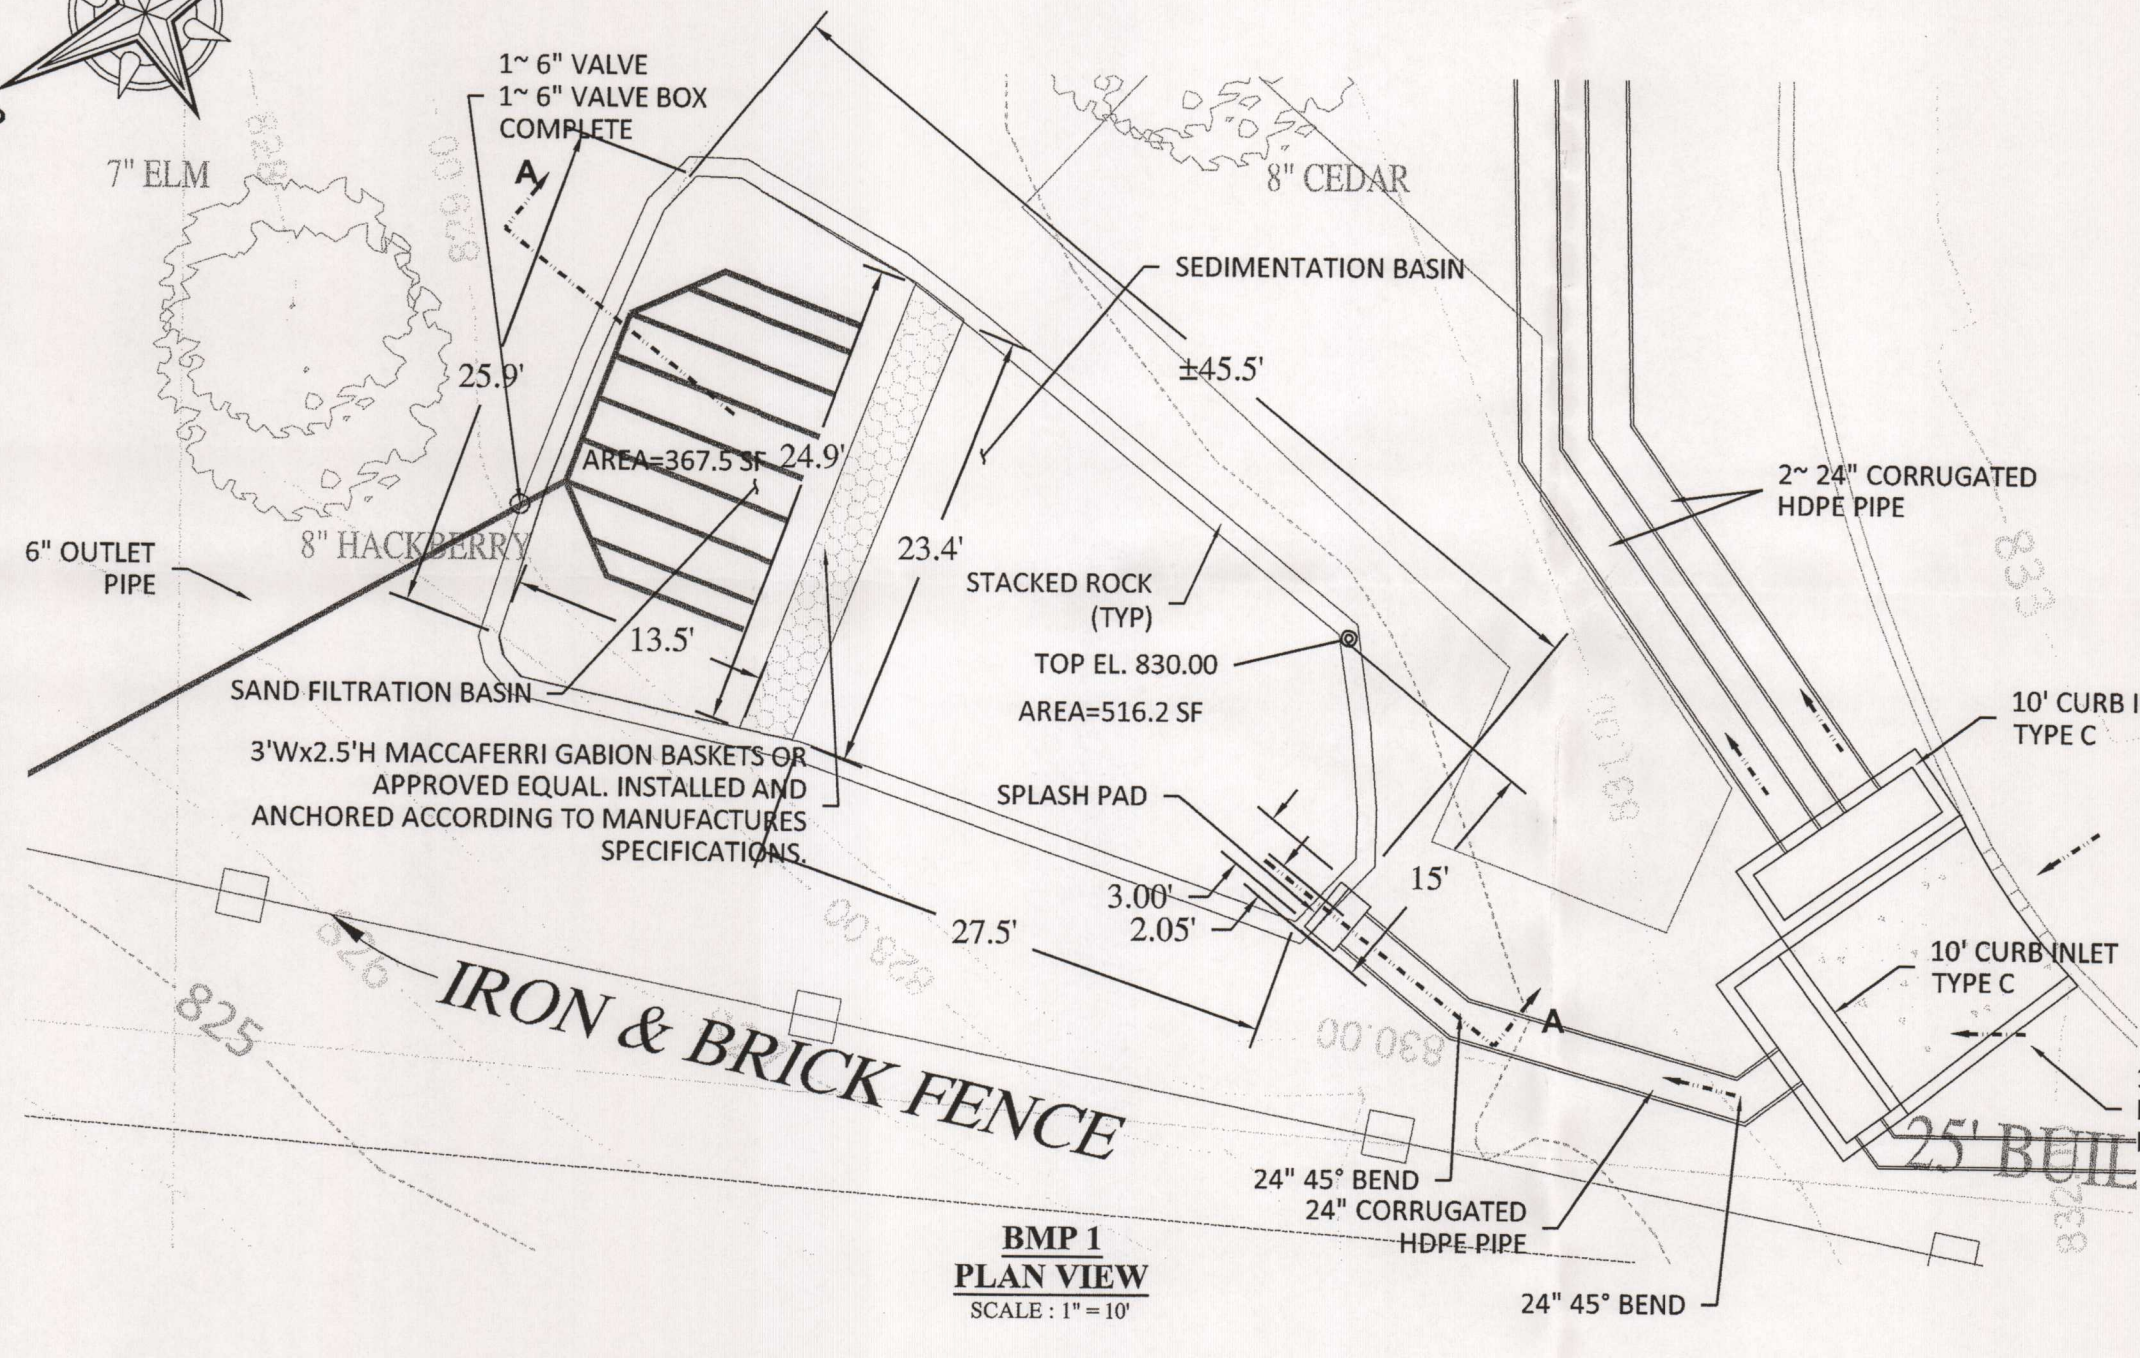 1~ 6" VALVE
1~ 6" VALVE BOX
COMPLETE
A
7" ELM
828
829.00
8" CEDAR
SEDIMENTATION BASIN
25.9'
±45.5'
AREA=367.5 SF
24.9'
2~ 24" CORRUGATED
HDPE PIPE
8" HACKBERRY
23.4'
6" OUTLET
PIPE
STACKED ROCK
(TYP)
833
13.5'
TOP EL. 830.00
SAND FILTRATION BASIN
AREA=516.2 SF
10' CURB I
TYPE C
831.00
3'Wx2.5'H MACCAFERRI GABION BASKETS OR
APPROVED EQUAL. INSTALLED AND
ANCHORED ACCORDING TO MANUFACTURES
SPECIFICATIONS.
SPLASH PAD
15'
3.00'
2.05'
27.5'
828.00
826
10' CURB INLET
TYPE C
825
IRON & BRICK FENCE
A
830.00
25' BUIL
24" 45° BEND
24" CORRUGATED
HDPE PIPE
24" 45° BEND
BMP 1
PLAN VIEW
SCALE : 1" = 10'